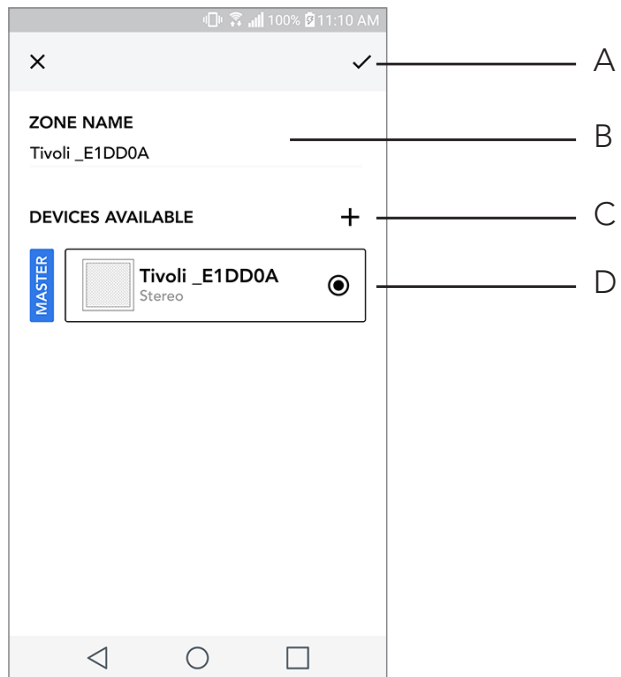 100% 11:10 AM
A
ZONE NAME
B
Tivoli _E1DD0A
DEVICES AVAILABLE
C
MASTER
Tivoli _E1DD0A
D
Stereo